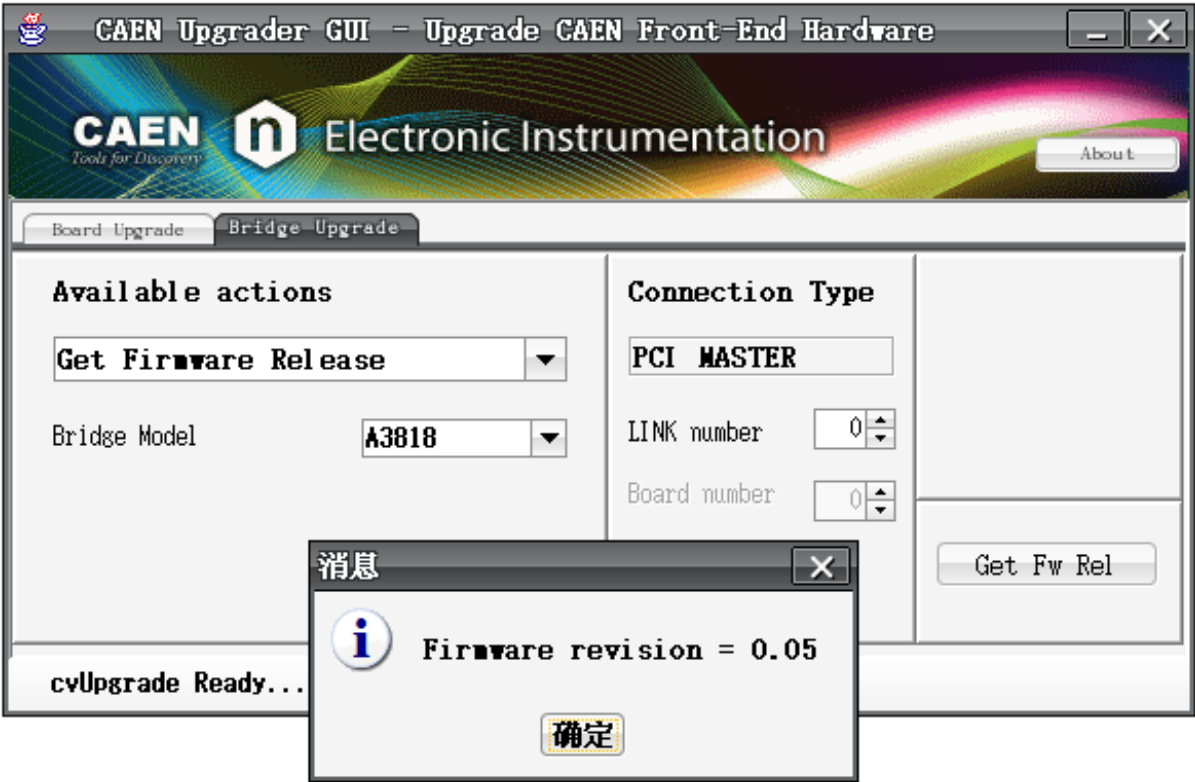 CAEN Upgrader GUI - Upgrade CAEN Front-End Hardware
CAEN n Electronic Instrumentation
Tools for Discovery
About
Board Upgrade Bridge Upgrade
Available actions
Get Firmware Release
Bridge Model A3818
Connection Type
PCI MASTER
LINK number 0
Board number 0
Get Fw Rel
cvUpgrade Ready...
消息
Firmware revision = 0.05
确定